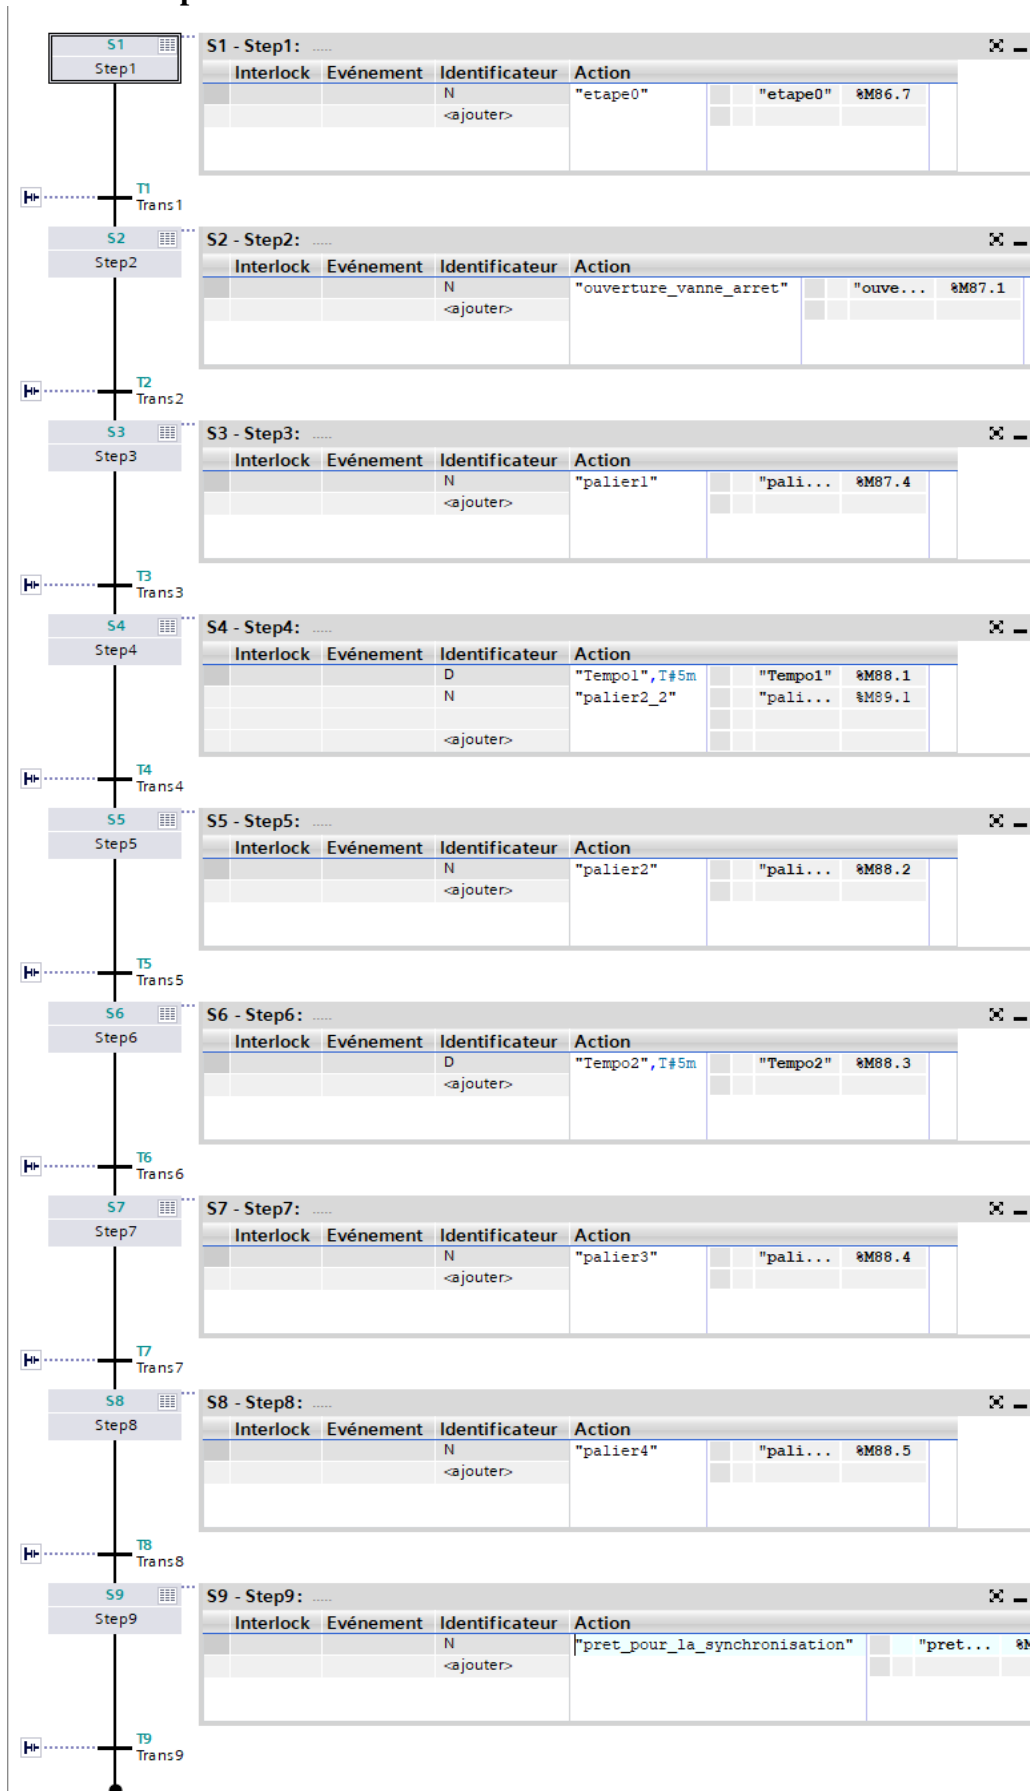 S1 S1 - Step1: .....
Step1 Interlock Evénement Identificateur Action
N "etape0" "etape0" %M86.7
<ajouter>
T1
Trans1
S2 S2 - Step2: .....
Step2 Interlock Evénement Identificateur Action
N "ouverture_vanne_arret" "ouve... %M87.1
<ajouter>
T2
Trans2
S3 S3 - Step3: .....
Step3 Interlock Evénement Identificateur Action
N "palier1" "pali... %M87.4
<ajouter>
T3
Trans3
S4 S4 - Step4: .....
Step4 Interlock Evénement Identificateur Action
D "Tempo1",T#5m "Tempo1" %M88.1
N "palier2_2" "pali... %M89.1
<ajouter>
T4
Trans4
S5 S5 - Step5: .....
Step5 Interlock Evénement Identificateur Action
N "palier2" "pali... %M88.2
<ajouter>
T5
Trans5
S6 S6 - Step6: .....
Step6 Interlock Evénement Identificateur Action
D "Tempo2",T#5m "Tempo2" %M88.3
<ajouter>
T6
Trans6
S7 S7 - Step7: .....
Step7 Interlock Evénement Identificateur Action
N "palier3" "pali... %M88.4
<ajouter>
T7
Trans7
S8 S8 - Step8: .....
Step8 Interlock Evénement Identificateur Action
N "palier4" "pali... %M88.5
<ajouter>
T8
Trans8
S9 S9 - Step9: .....
Step9 Interlock Evénement Identificateur Action
N "pret_pour_la_synchronisation" "pret...
<ajouter>
T9
Trans9